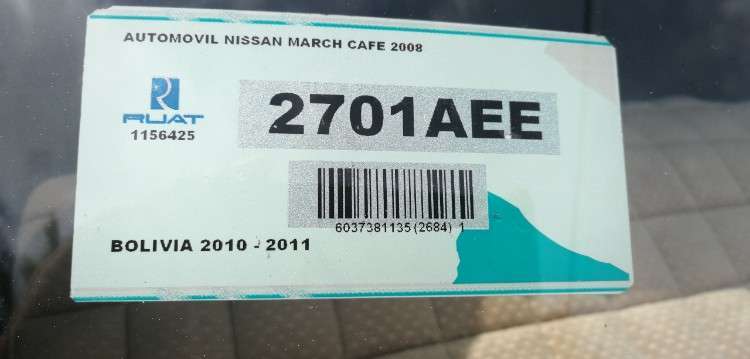 AUTOMOVIL NISSAN MARCH CAFE 2008
RUAT
1156425
2701AEE
6037381135(2684) 1
BOLIVIA 2010 - 2011